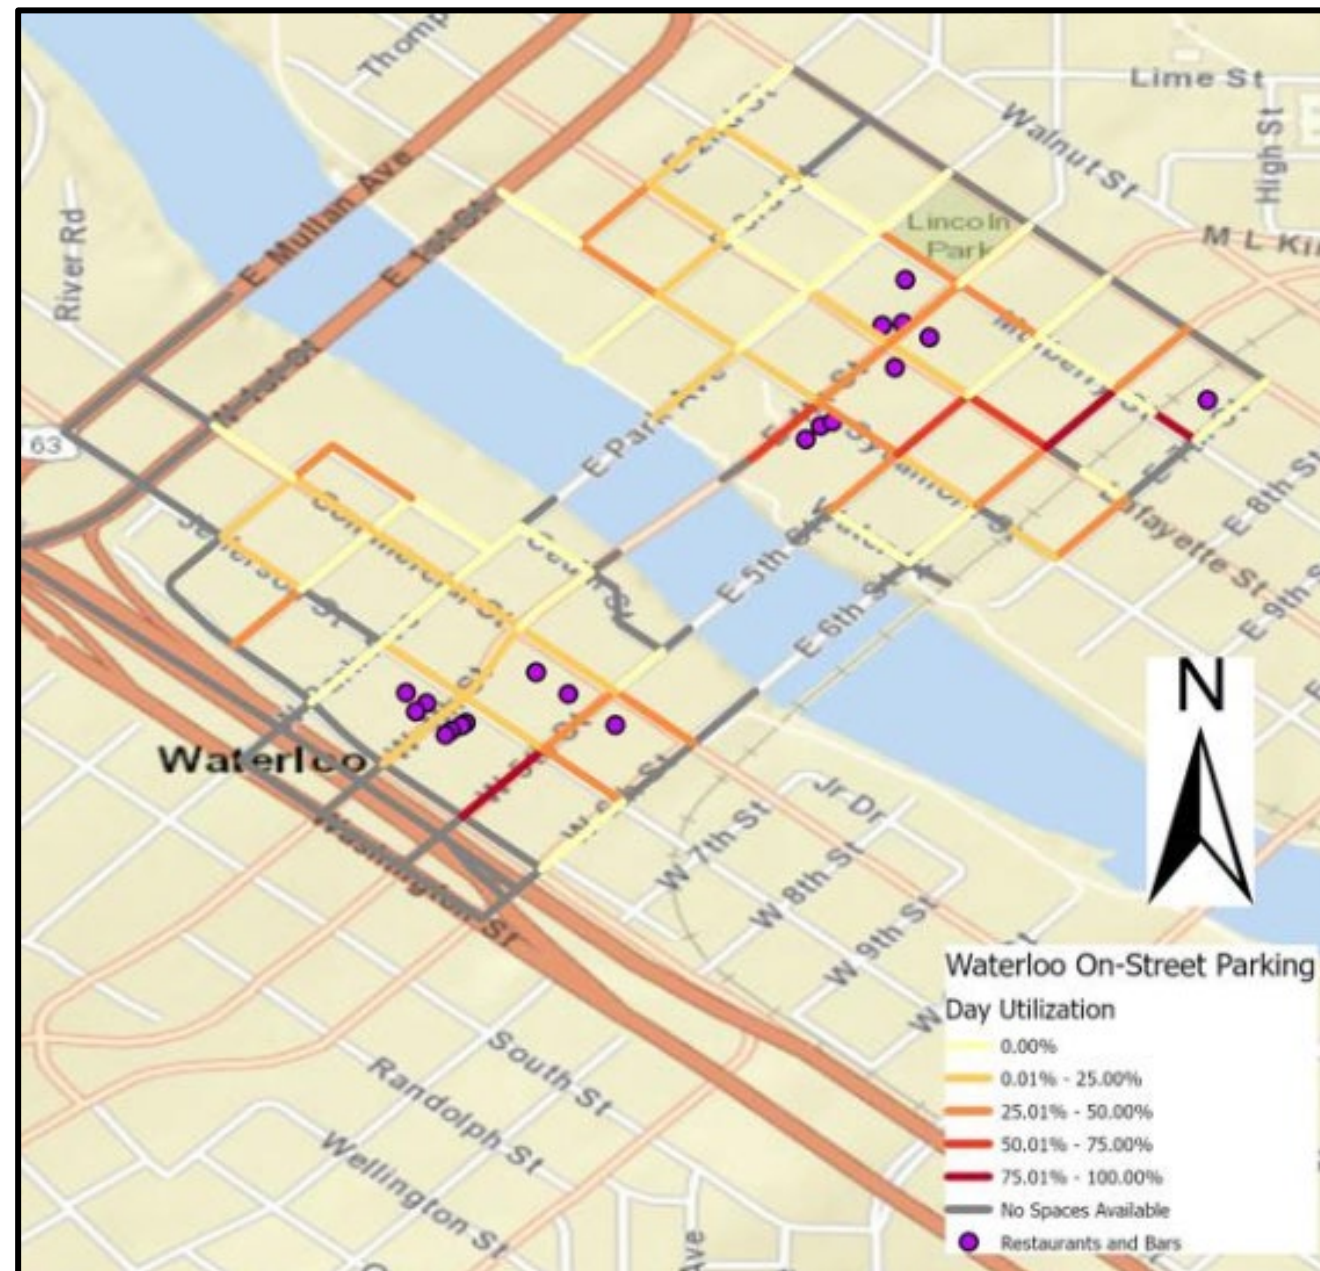 Lime St
Walnut St
High St
E 2nd St
E Mullan Ave
River Rd
E 1st St
Lincoln
Park
63
E Park Ave
E 8th St
Lafayette St
Commercial St
Jefferson St
Cedar St
E 5th St
E 6th St
E 9th S
N
Waterloo
Jr Dr
W 7th St
Washington St
W 8th St
W 9th St
Waterloo On-Street Parking
Day Utilization
0.00%
0.01% - 25.00%
25.01% - 50.00%
50.01% - 75.00%
75.01% - 100.00%
No Spaces Available
Restaurants and Bars
South St
Randolph St
Wellington St
Ave